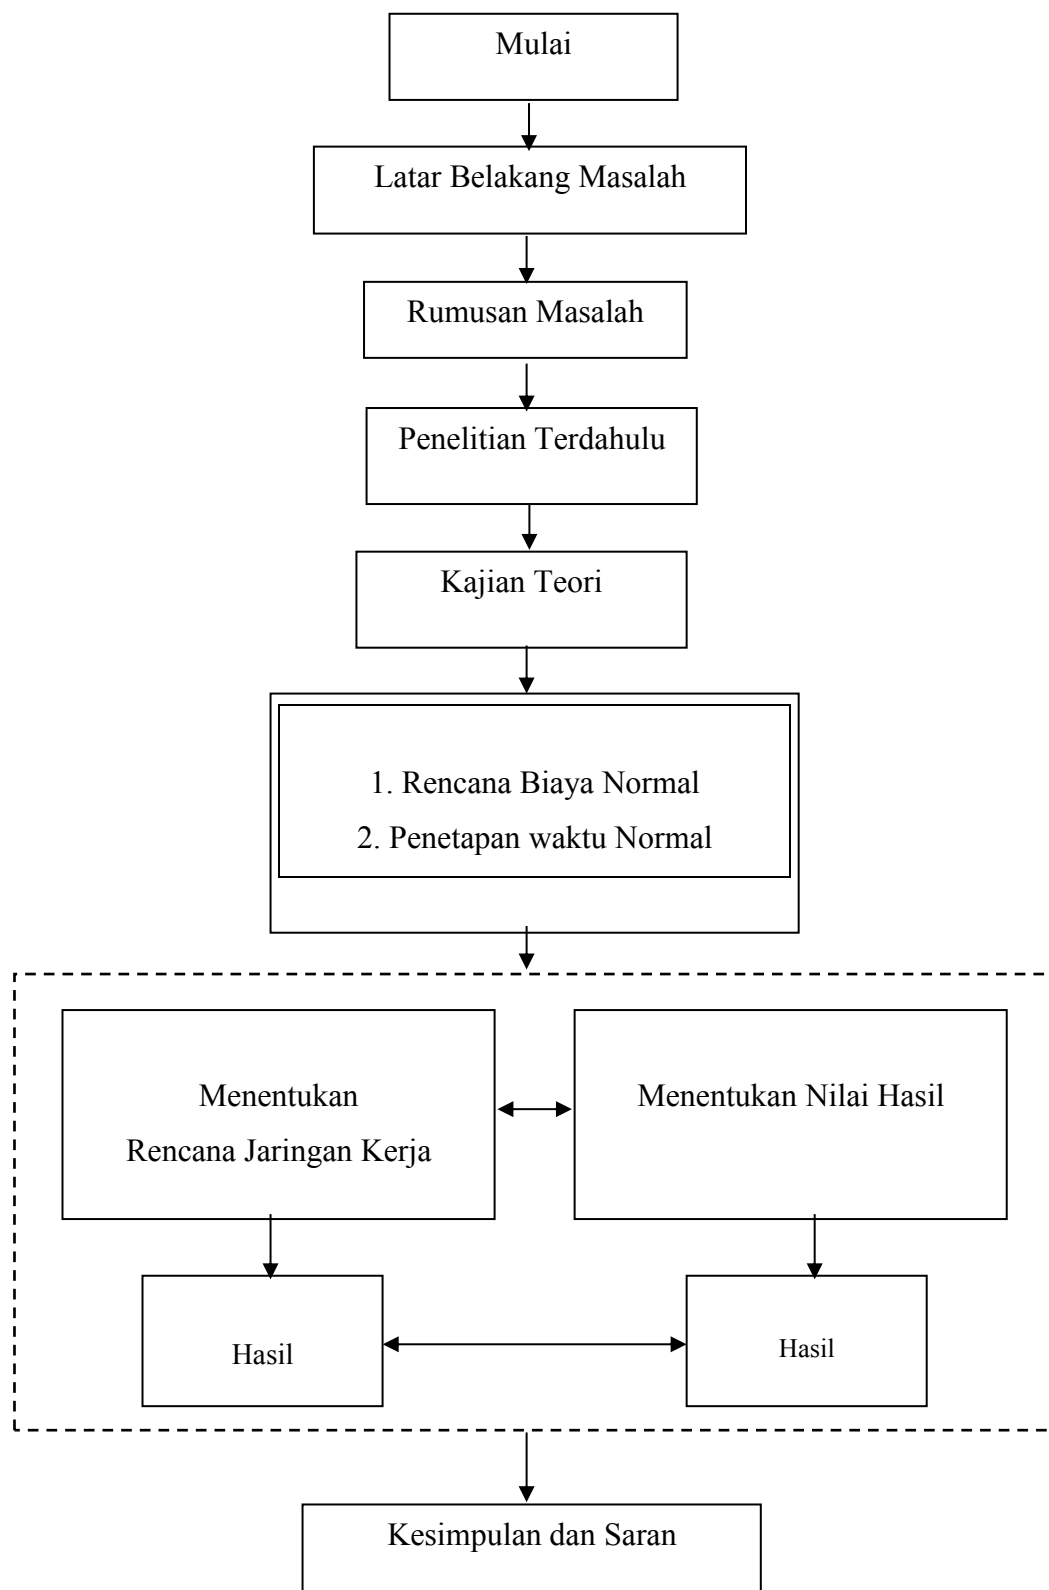 Mulai
Latar Belakang Masalah
Rumusan Masalah
Penelitian Terdahulu
Kajian Teori
1. Rencana Biaya Normal
2. Penetapan waktu Normal
Menentukan
Rencana Jaringan Kerja
Menentukan Nilai Hasil
Hasil
Hasil
Kesimpulan dan Saran